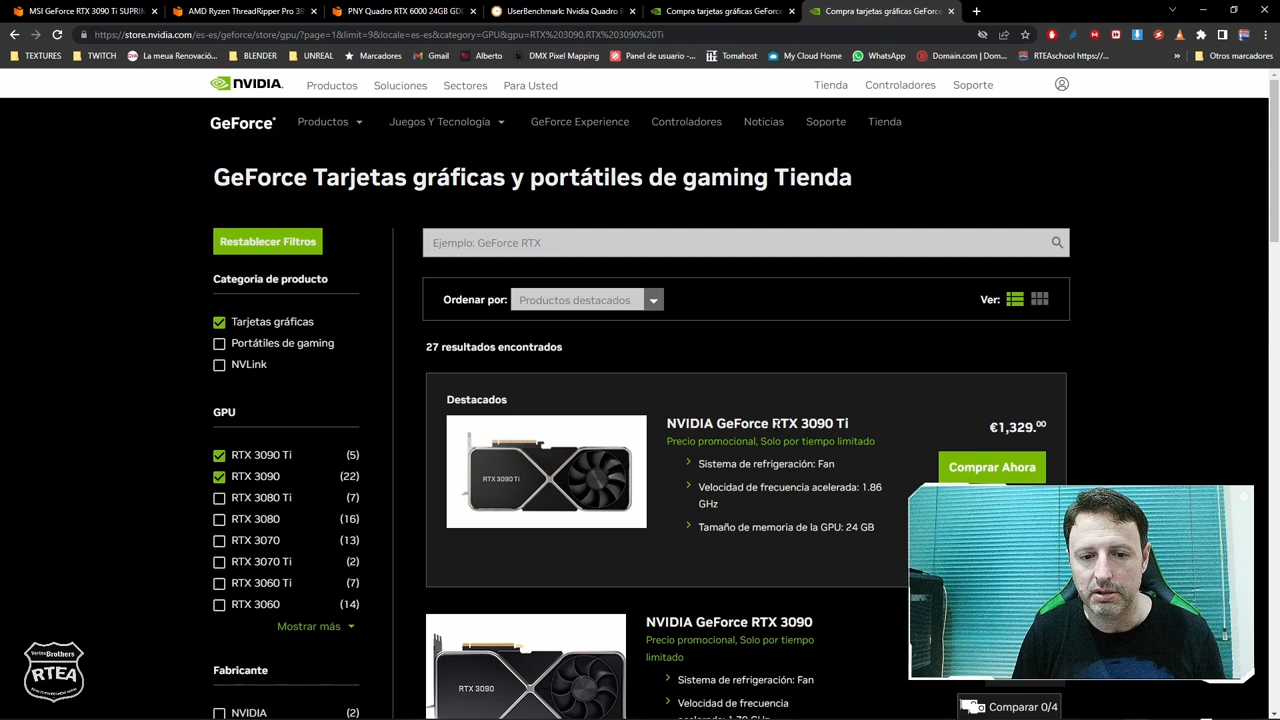 MSI GeForce RTX 3090 Ti SUPRIM
AMD Ryzen ThreadRipper Pro 39
PNY Quadro RTX 6000 24GB GD
UserBenchmark: Nvidia Quadro
Compra tarjetas gráficas GeForce
Compra tarjetas gráficas GeForce
https://store.nvidia.com/es-es/geforce/store/gpu/?page=1&limit=9&locale=es-es&category=GPU&gpu=RTX%203090,RTX%203090%20Ti
TEXTURES
TWITCH
La meua Renovació...
BLENDER
UNREAL
Marcadores
Gmail
Alberto
DMX Pixel Mapping
Panel de usuario -...
Tomahost
My Cloud Home
WhatsApp
Domain.com | Dom...
RTEAschool https://...
Otros marcadores
NVIDIA.
Productos
Soluciones
Sectores
Para Usted
Tienda
Controladores
Soporte
GeForce
Productos
Juegos Y Tecnología
GeForce Experience
Controladores
Noticias
Soporte
Tienda
GeForce Tarjetas gráficas y portátiles de gaming Tienda
Restablecer Filtros
Ejemplo: GeForce RTX
Categoria de producto
Ordenar por: Productos destacados
Ver:
Tarjetas gráficas
Portátiles de gaming
NVLink
27 resultados encontrados
GPU
RTX 3090 Ti (5)
RTX 3090 (22)
RTX 3080 Ti (7)
RTX 3080 (16)
RTX 3070 (13)
RTX 3070 Ti (2)
RTX 3060 Ti (7)
RTX 3060 (14)
Mostrar más
Fabricante
NVIDIA (2)
Destacados
RTX 3090 Ti
NVIDIA GeForce RTX 3090 Ti
€1,329.00
Precio promocional, Solo por tiempo limitado
Sistema de refrigeración: Fan
Comprar Ahora
Velocidad de frecuencia acelerada: 1.86
GHz
Tamaño de memoria de la GPU: 24 GB
RTX 3090
NVIDIA GeForce RTX 3090
Precio promocional, Solo por tiempo
limitado
Sistema de refrigeración: Fan
Velocidad de frecuencia
Comparar 0/4
RTEA